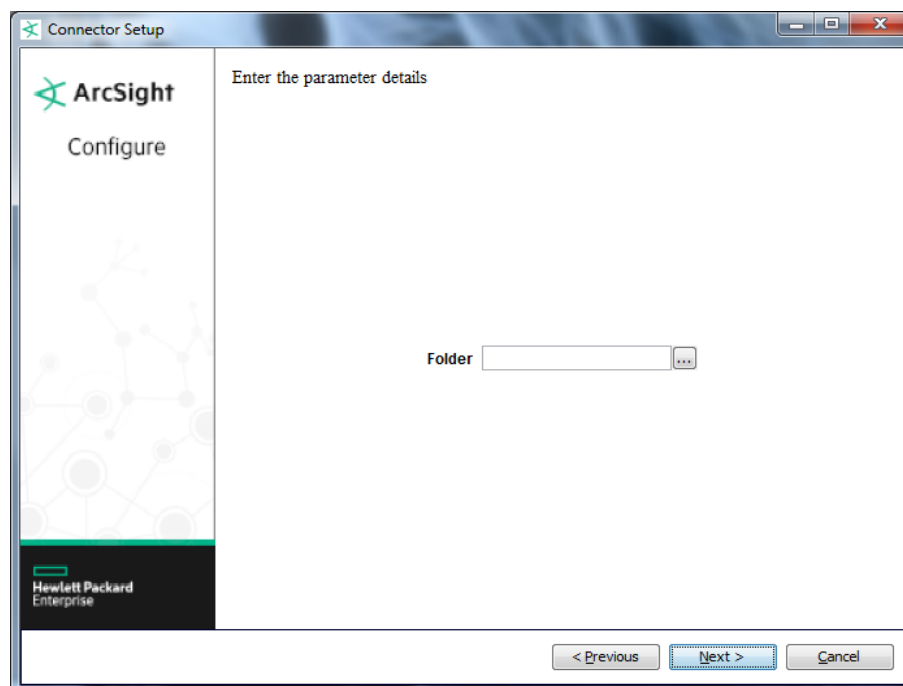 Connector Setup
ArcSight
Configure
Enter the parameter details
Folder
...
Hewlett Packard
Enterprise
< Previous
Next >
Cancel